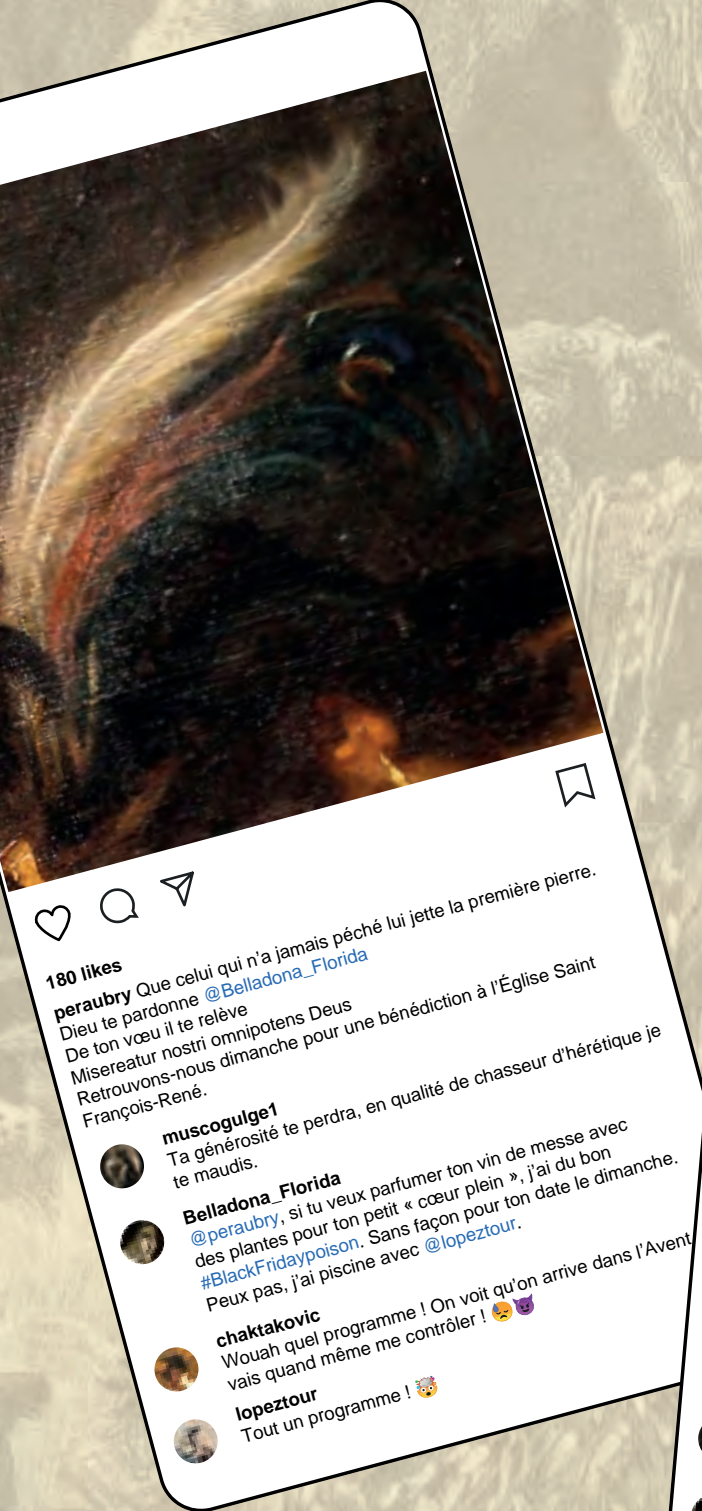 180 likes
peraubry Que celui qui n’a jamais péché lui jette la première pierre.
Dieu te pardonne @Belladona_Florida
De ton vœu il te relève
Misereatur nostri omnipotens Deus
Retrouvons-nous dimanche pour une bénédiction à l’Église Saint
François-René.
muscogulge1
Ta générosité te perdra, en qualité de chasseur d’hérétique je
te maudis.
Belladona_Florida
@peraubry, si tu veux parfumer ton vin de messe avec
des plantes pour ton petit « cœur plein », j’ai du bon
#BlackFridaypoison. Sans façon pour ton date le dimanche.
Peux pas, j’ai piscine avec @lopeztour.
chaktakovic
Wouah quel programme ! On voit qu’on arrive dans l’Avent
vais quand même me contrôler ! 😓😈
lopeztour
Tout un programme ! 🤯